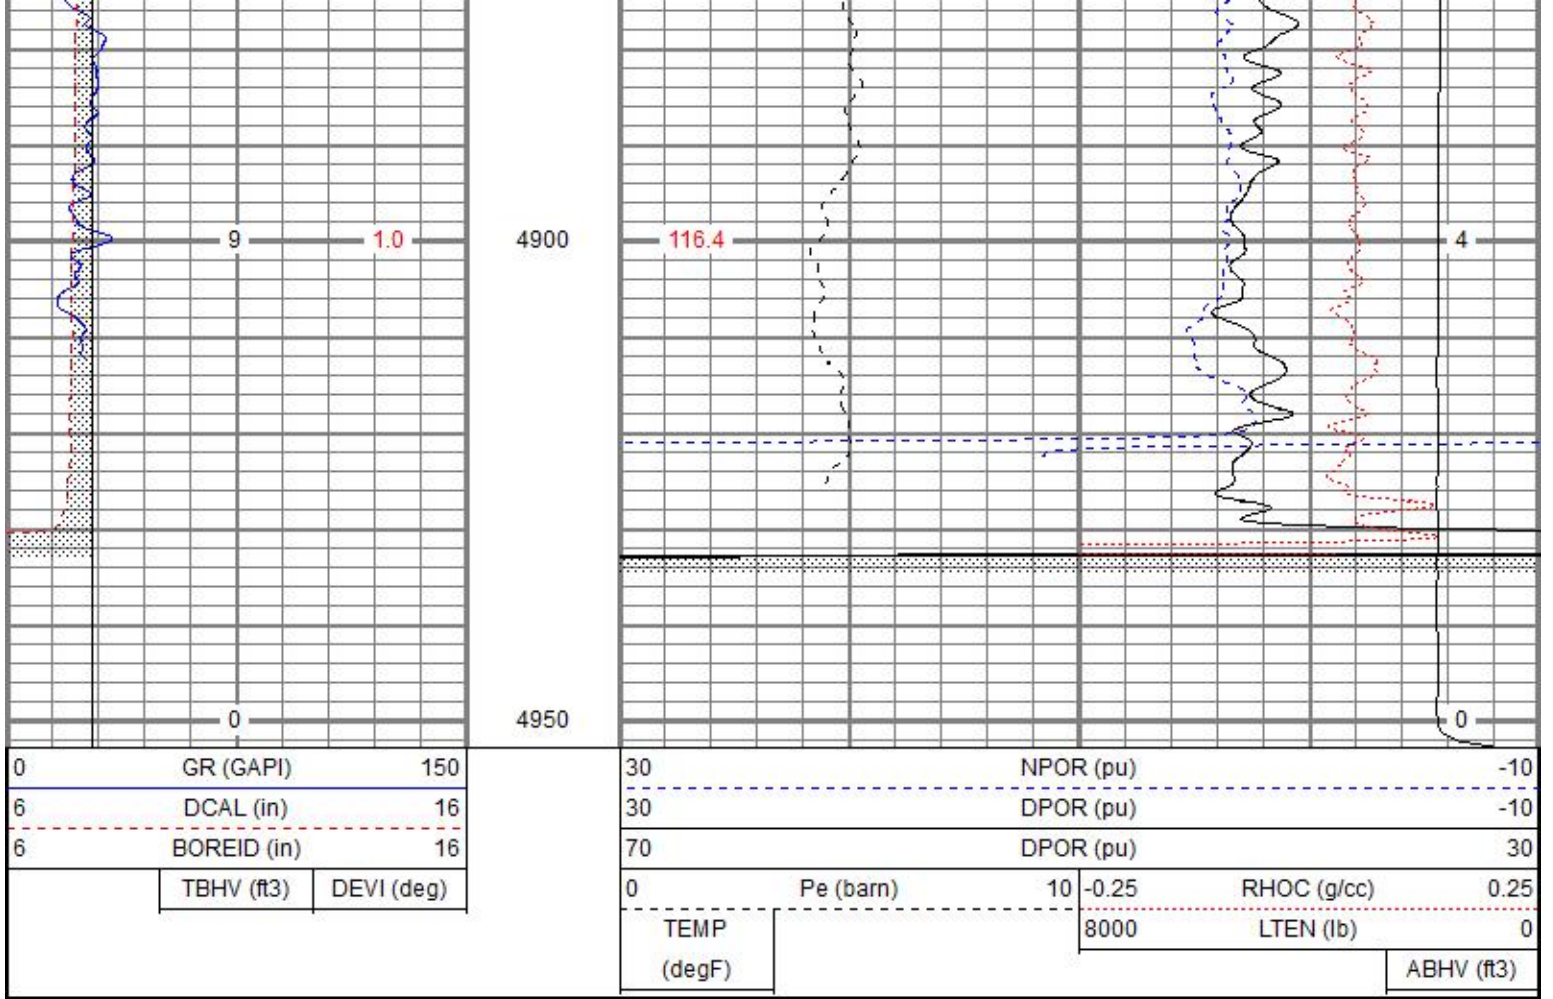 9 1.0 4900 116.4 4
0 4950 0
0 GR (GAPI) 150 30 NPOR (pu) -10
6 DCAL (in) 16 30 DPOR (pu) -10
6 BOREID (in) 16 70 DPOR (pu) 30
TBHV (ft3) DEVI (deg) 0 Pe (barn) 10 -0.25 RHOC (g/cc) 0.25
TEMP 8000 LTEN (lb) 0
(degF) ABHV (ft3)